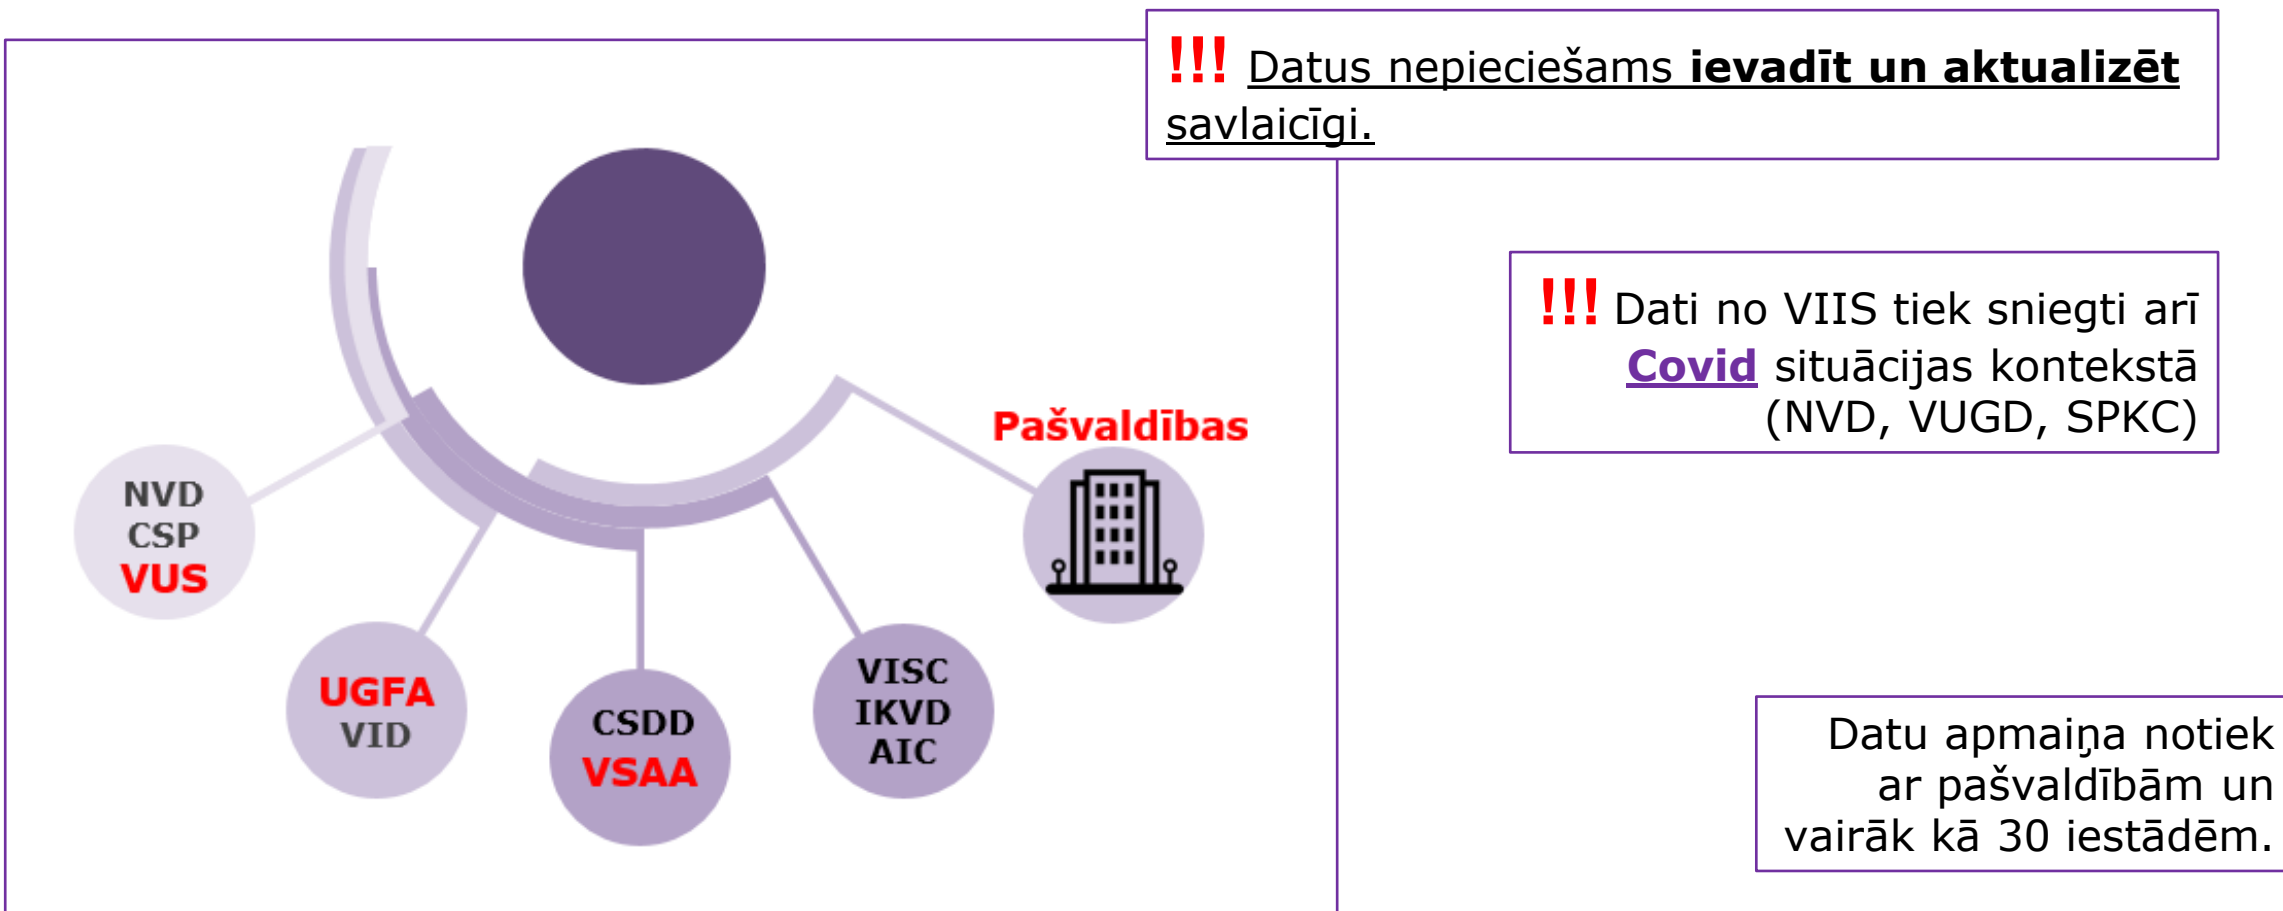 !!! Datus nepieciešams ievadīt un aktualizēt
savlaicīgi.
!!! Dati no VIIS tiek sniegti arī
Covid situācijas kontekstā
(NVD, VUGD, SPKC)
Pašvaldības
NVD
CSP
VUS
UGFA
VID
CSDD
VSAA
VISC
IKVD
AIC
Datu apmaiņa notiek
ar pašvaldībām un
vairāk kā 30 iestādēm.